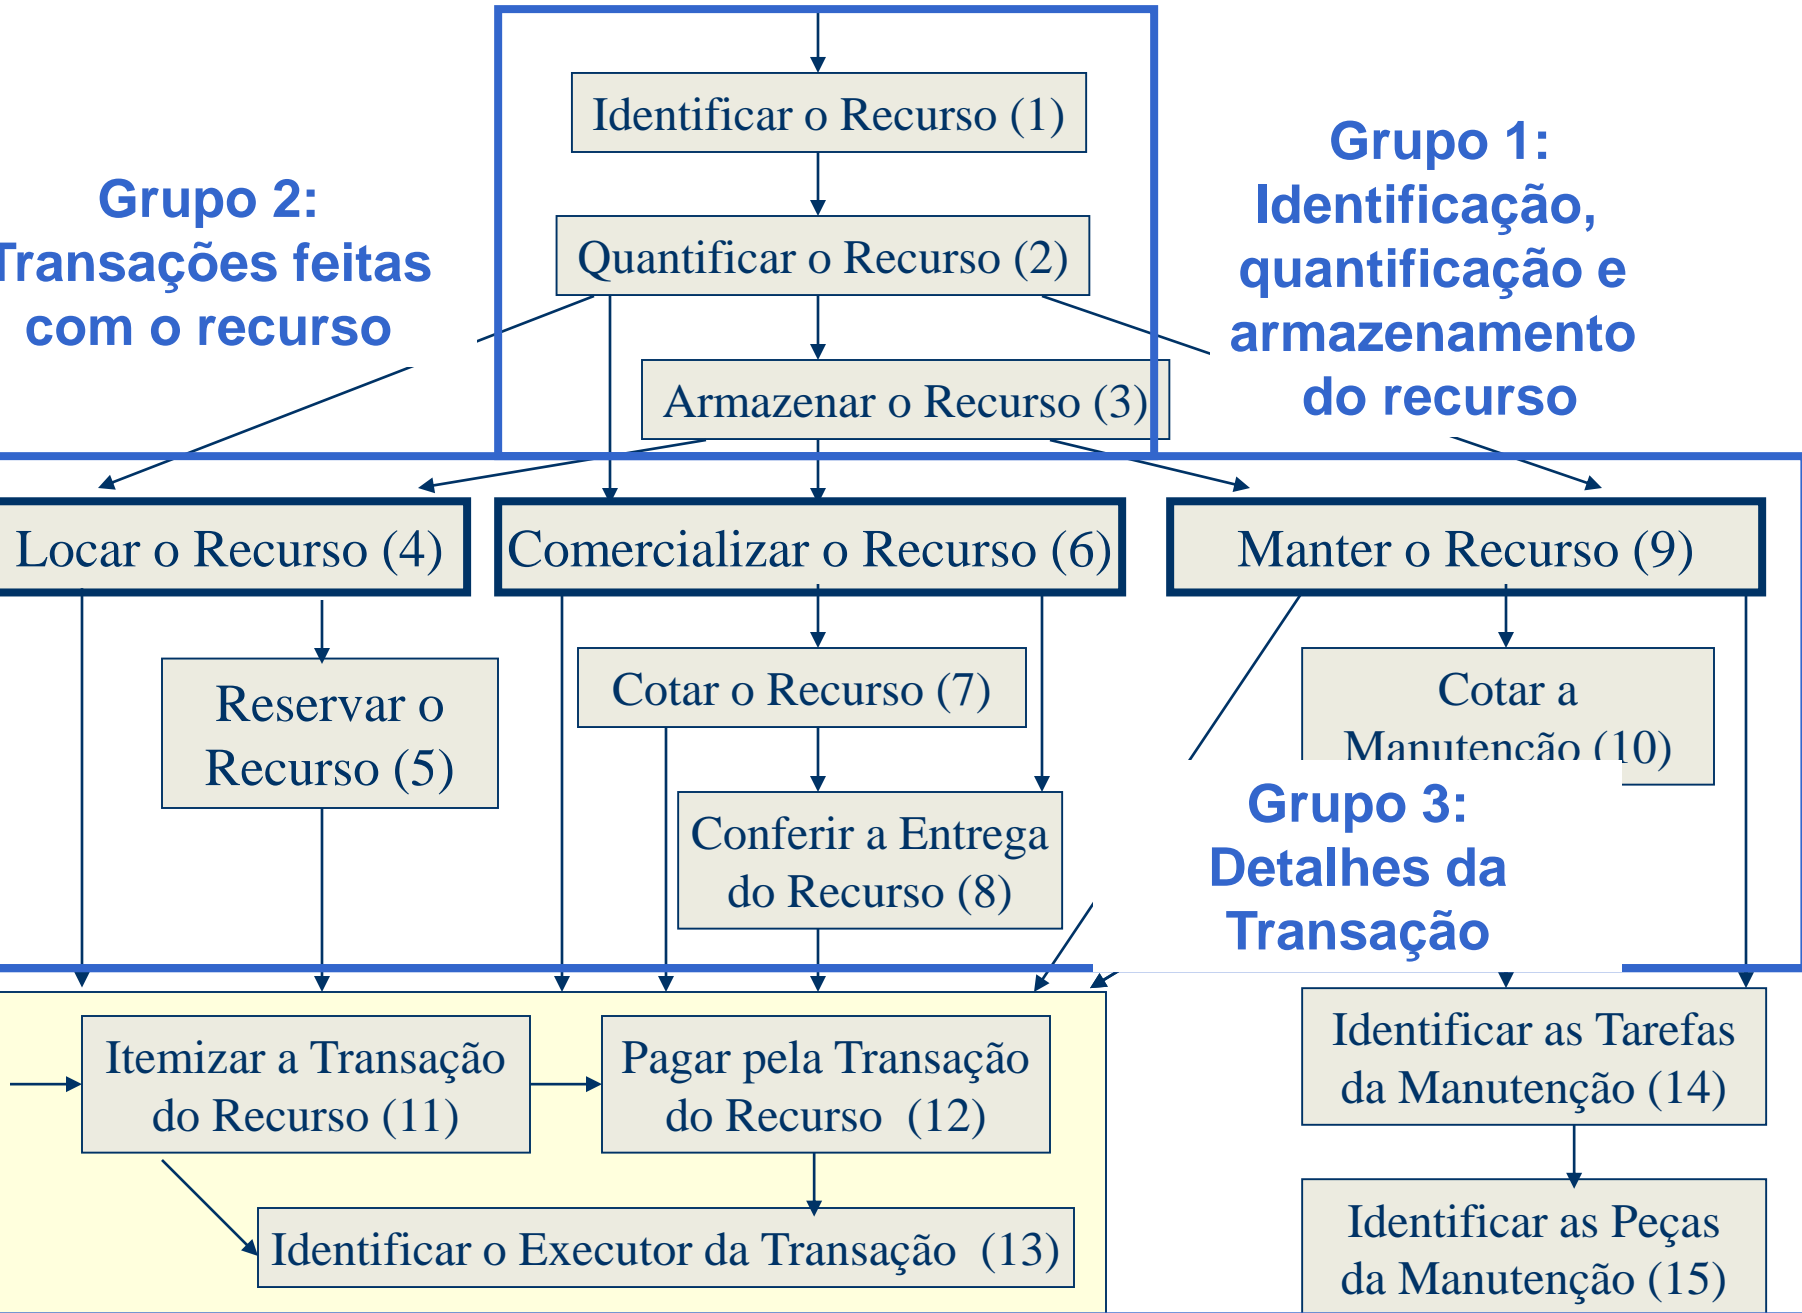 Identificar o Recurso (1)
Grupo 1:
Identificação,
quantificação e
armazenamento
do recurso
Grupo 2:
Transações feitas
com o recurso
Quantificar o Recurso (2)
Armazenar o Recurso (3)
Locar o Recurso (4)
Comercializar o Recurso (6)
Manter o Recurso (9)
Reservar o
Recurso (5)
Cotar o Recurso (7)
Cotar a
Manutenção (10)
Conferir a Entrega
do Recurso (8)
Grupo 3:
Detalhes da
Transação
Itemizar a Transação
do Recurso (11)
Pagar pela Transação
do Recurso (12)
Identificar as Tarefas
da Manutenção (14)
Identificar o Executor da Transação (13)
Identificar as Peças
da Manutenção (15)